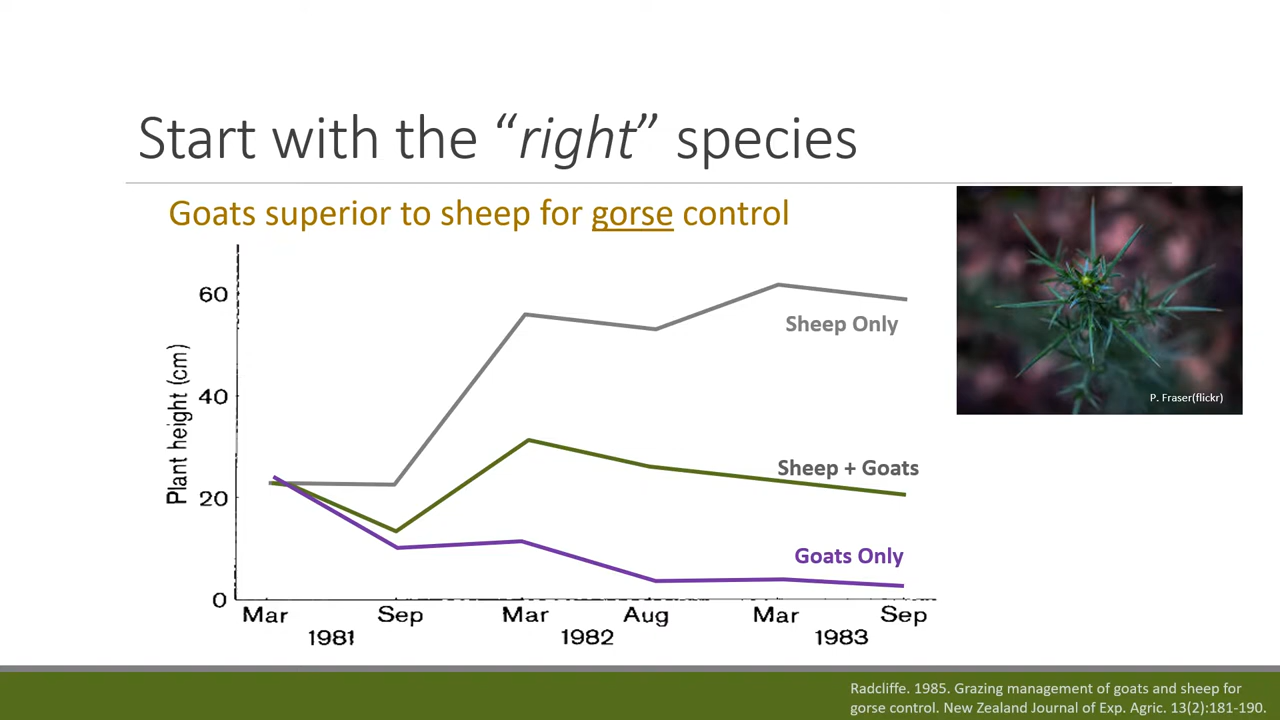 Start with the “right” species
Goats superior to sheep for gorse control
60
40
20
0
Plant height (cm)
Sheep Only
Sheep + Goats
Goats Only
Mar Sep Mar Aug Mar Sep
1981 1982 1983
P. Fraser(flickr)
Radcliffe. 1985. Grazing management of goats and sheep for
gorse control. New Zealand Journal of Exp. Agric. 13(2):181-190.